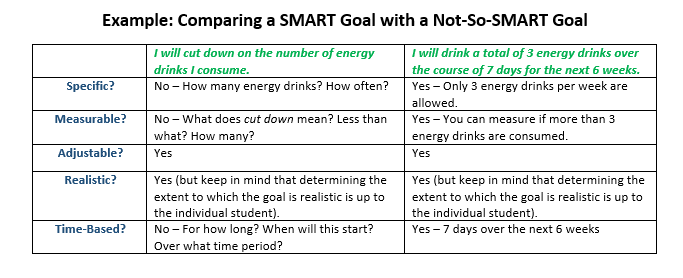 Example: Comparing a SMART Goal with a Not-So-SMART Goal
I will cut down on the number of energy
drinks I consume.
I will drink a total of 3 energy drinks over
the course of 7 days for the next 6 weeks.
Specific?
No – How many energy drinks? How often?
Yes – Only 3 energy drinks per week are
allowed.
Measurable?
No – What does cut down mean? Less than
what? How many?
Yes – You can measure if more than 3
energy drinks are consumed.
Adjustable?
Yes
Yes
Realistic?
Yes (but keep in mind that determining the
extent to which the goal is realistic is up to
the individual student).
Yes (but keep in mind that determining the
extent to which the goal is realistic is up to
the individual student).
Time-Based?
No – For how long? When will this start?
Over what time period?
Yes – 7 days over the next 6 weeks